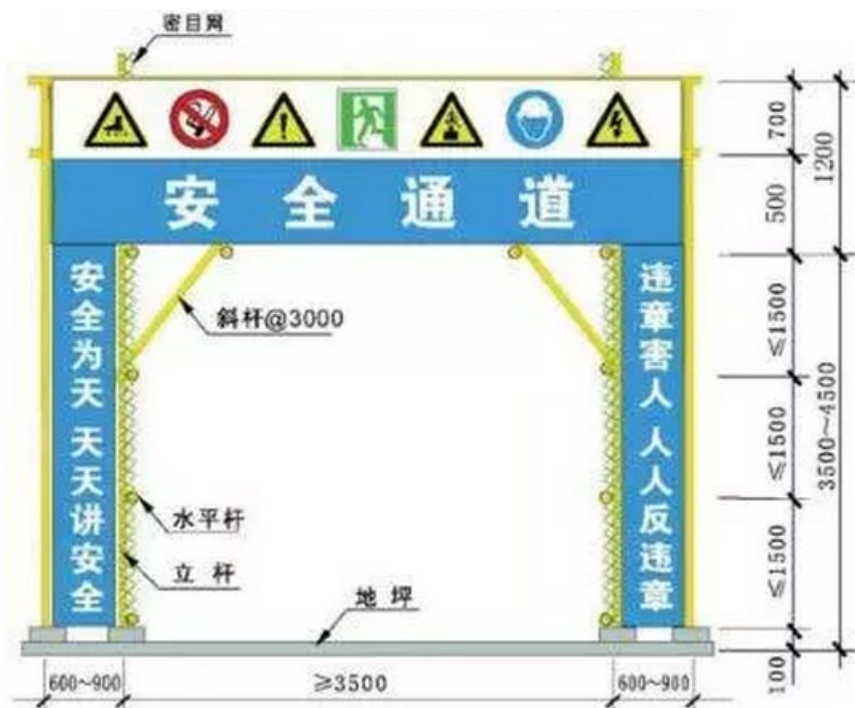 密目网
安全通道
安全为天 天天讲安全
违章害人 人人反违章
斜杆@3000
水平杆
立杆
地坪
700
500
1200
≤1500
≤1500
≤1500
3500~4500
100
600~900
≥3500
600~900